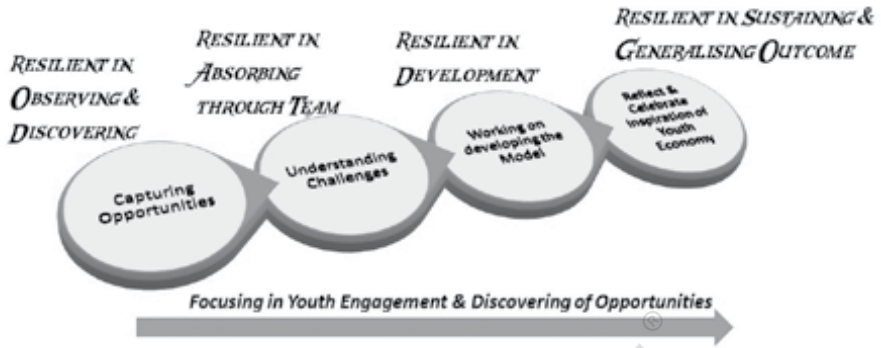 RESILIENT IN
OBSERVING &
DISCOVERING
RESILIENT IN
ABSORBING
THROUGH TEAM
RESILIENT IN
DEVELOPMENT
RESILIENT IN SUSTAINING &
GENERALISING OUTCOME
Capturing
Opportunities
Understanding
Challenges
Working on
developing the
Model
Reflect &
Celebrate
Inspiration of
Youth
Economy
Focusing in Youth Engagement & Discovering of Opportunities
®